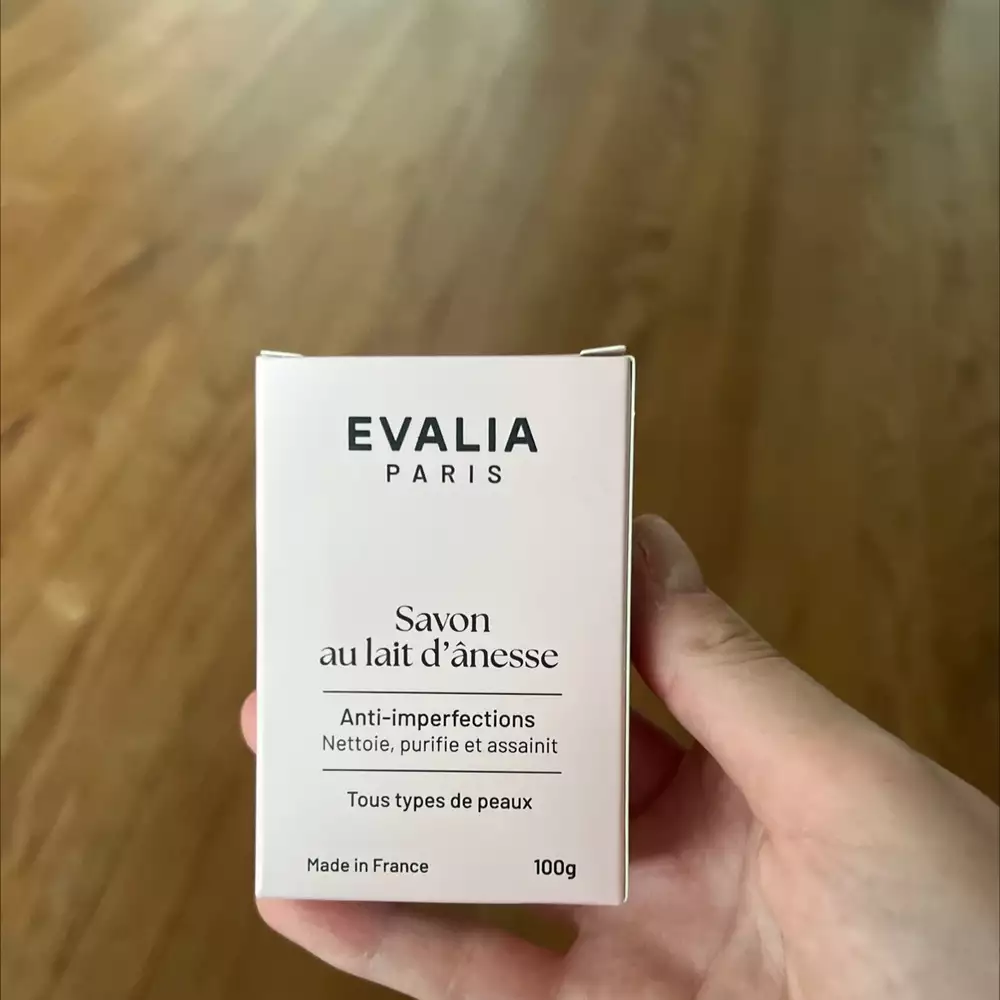 EVALIA
PARIS
Savon
au lait d'ânesse
Anti-imperfections
Nettoie, purifie et assainit
Tous types de peaux
Made in France
100g